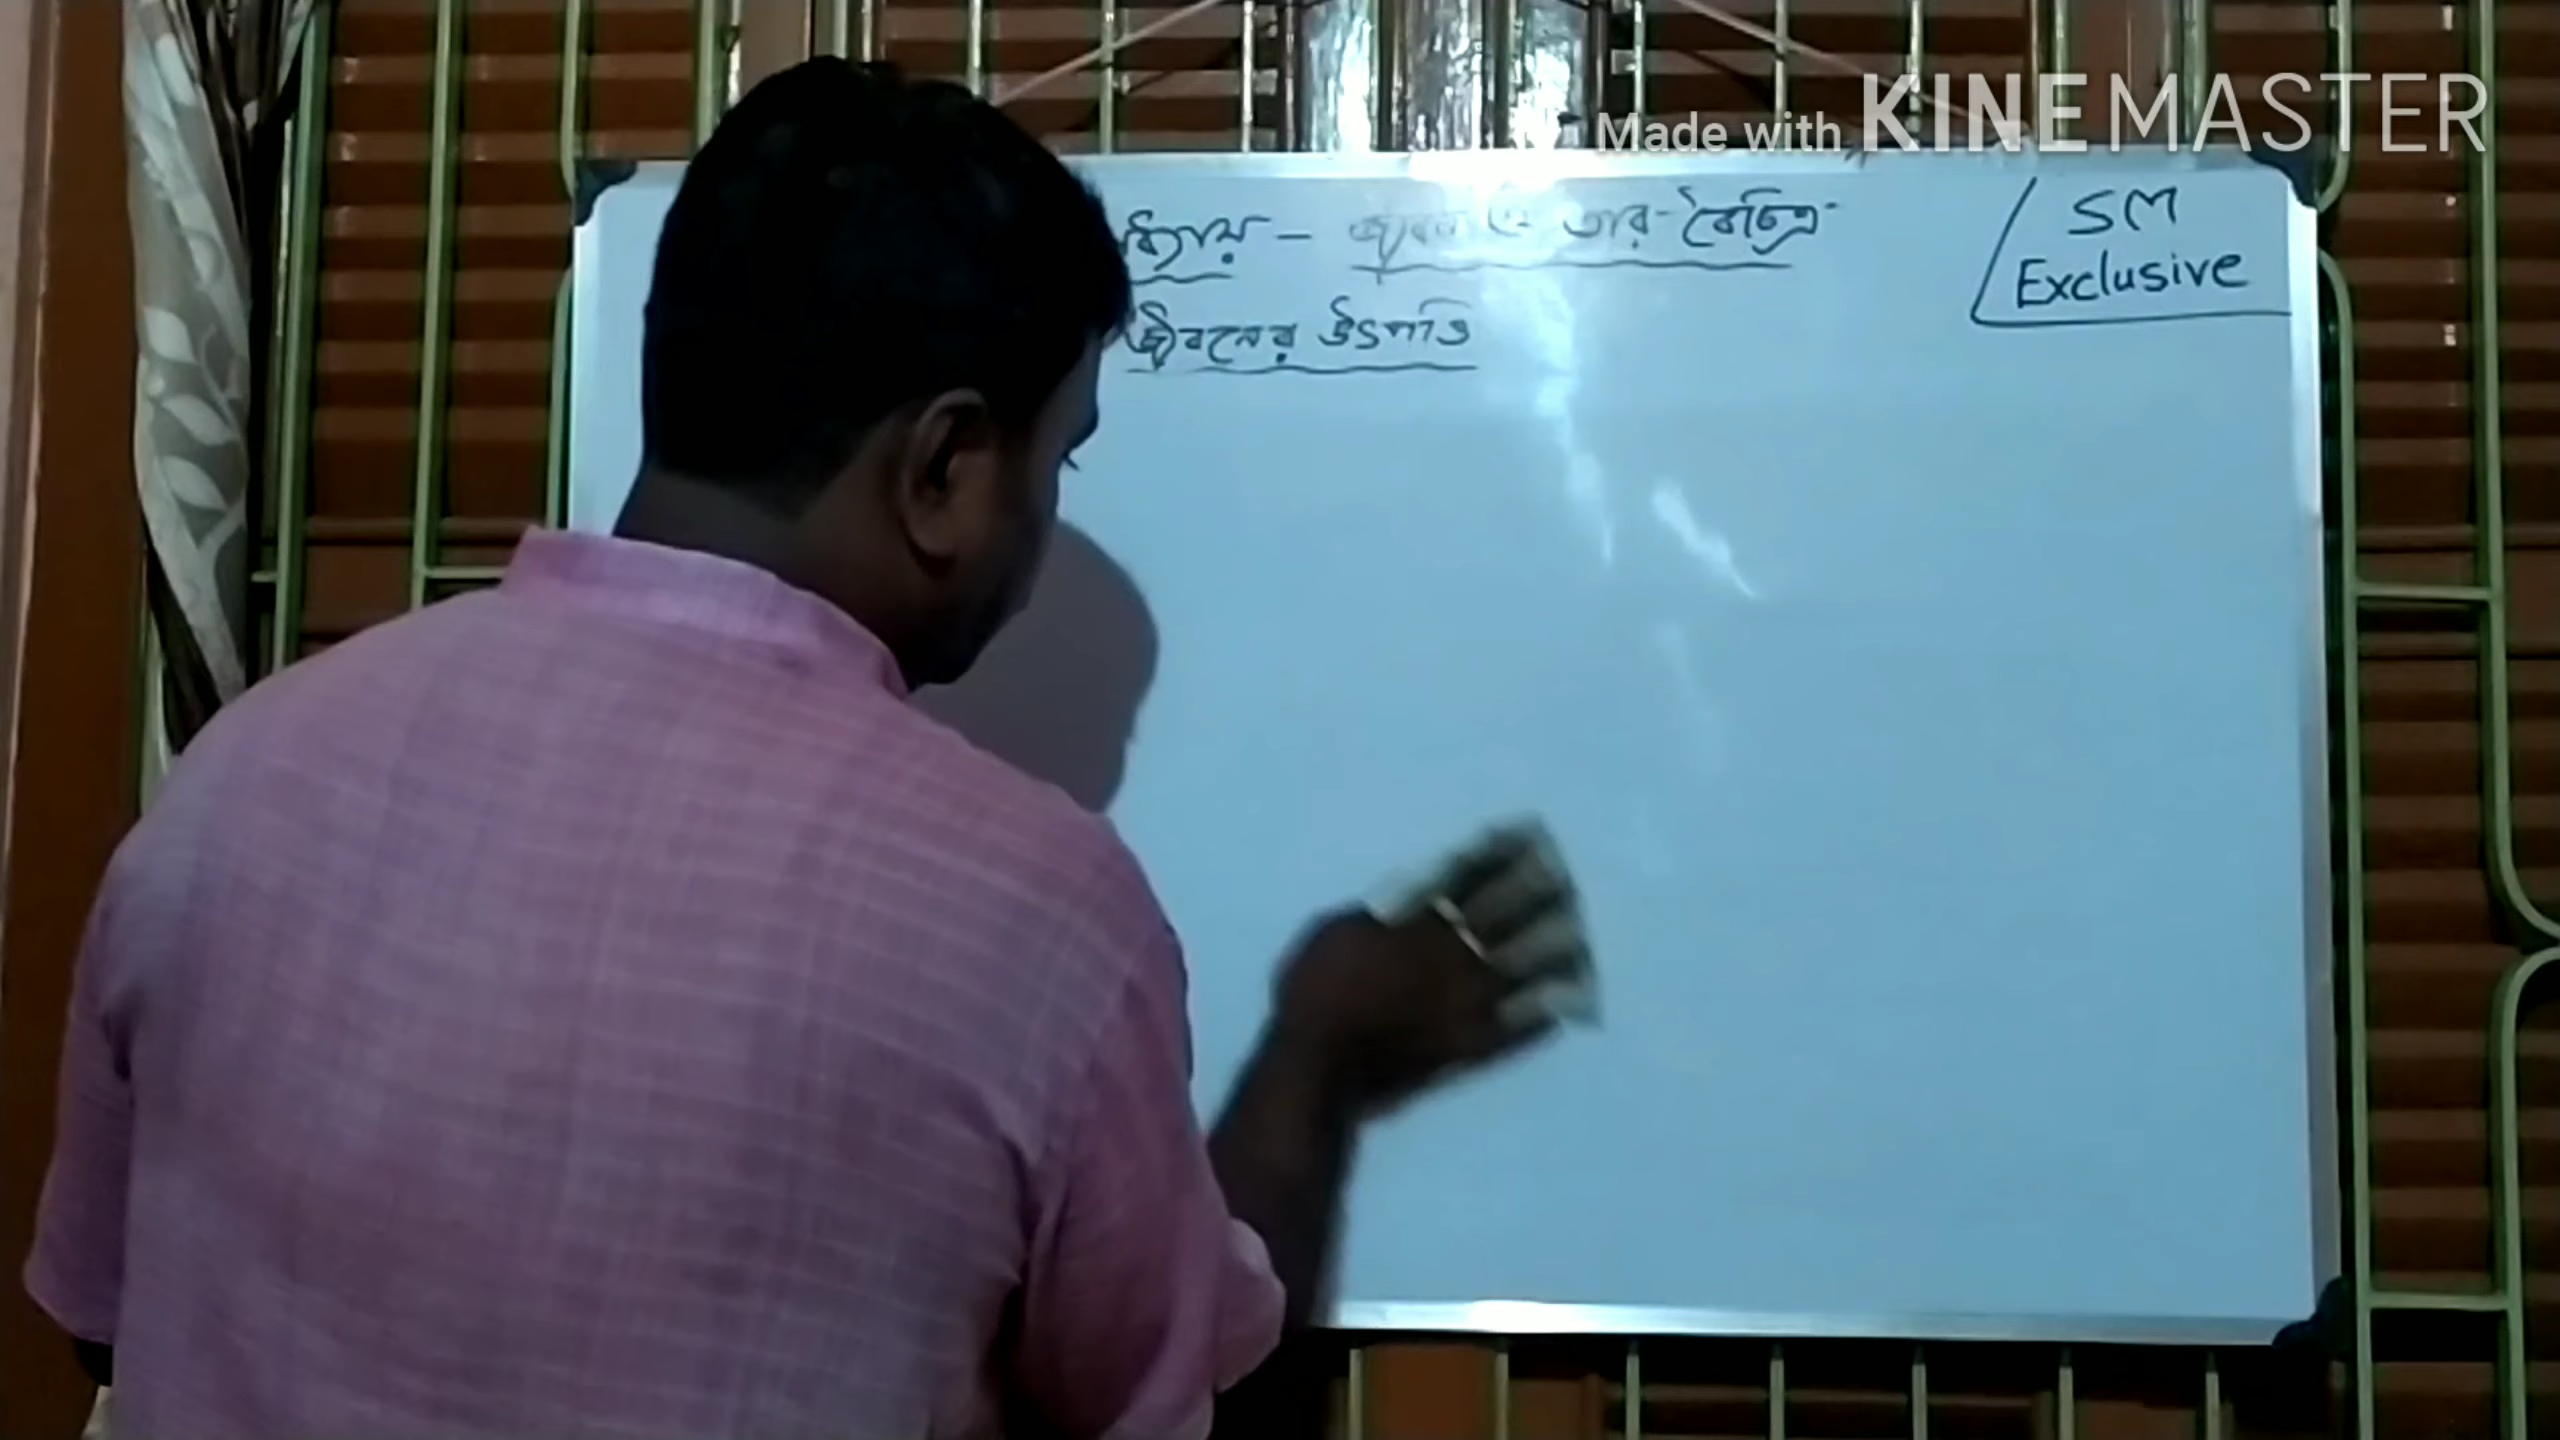 Made with KINEMASTER
SM
Exclusive
জীবন ও তার বৈচিত্র
জীবনের উৎপত্তি